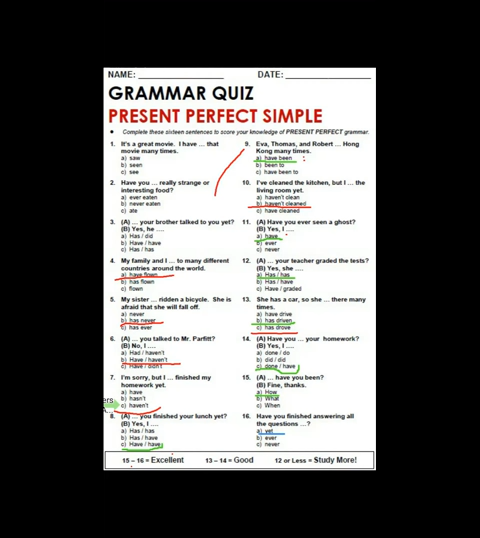 NAME: ________________ DATE: ________________
GRAMMAR QUIZ
PRESENT PERFECT SIMPLE
● Complete these sixteen sentences to score your knowledge of PRESENT PERFECT grammar.
1. It's a great movie. I have … that
movie many times.
a) saw
b) seen
c) see
2. Have you … really strange or
interesting food?
a) ever eaten
b) never eaten
c) ate
3. (A) … your brother talked to you yet?
(B) Yes, he ….
a) Has / did
b) Have / have
c) Has / has
4. My family and I … to many different
countries around the world.
a) have flown
b) has flown
c) flown
5. My sister … ridden a bicycle. She is
afraid that she will fall off.
a) never
b) has never
c) has ever
6. (A) … you talked to Mr. Parfitt?
(B) No, I ….
a) Had / haven't
b) Have / haven't
c) Have / didn't
7. I'm sorry, but I … finished my
homework yet.
a) have
b) hasn't
c) haven't
8. (A) … you finished your lunch yet?
(B) Yes, I ….
a) Has / has
b) Has / have
c) Have / have
9. Eva, Thomas, and Robert … Hong
Kong many times.
a) have been
b) been to
c) have been to
10. I've cleaned the kitchen, but I … the
living room yet.
a) haven't clean
b) haven't cleaned
c) have cleaned
11. (A) Have you ever seen a ghost?
(B) Yes, I ….
a) have
b) ever
c) never
12. (A) … your teacher graded the tests?
(B) Yes, she ….
a) Has / has
b) Has / have
c) Have / graded
13. She has a car, so she … there many
times.
a) have drive
b) has driven
c) has drove
14. (A) Have you … your homework?
(B) Yes, I ….
a) done / do
b) did / did
c) done / have
15. (A) … have you been?
(B) Fine, thanks.
a) How
b) What
c) When
16. Have you finished answering all
the questions …?
a) yet
b) ever
c) never
15 – 16 = Excellent 13 – 14 = Good 12 or Less = Study More!